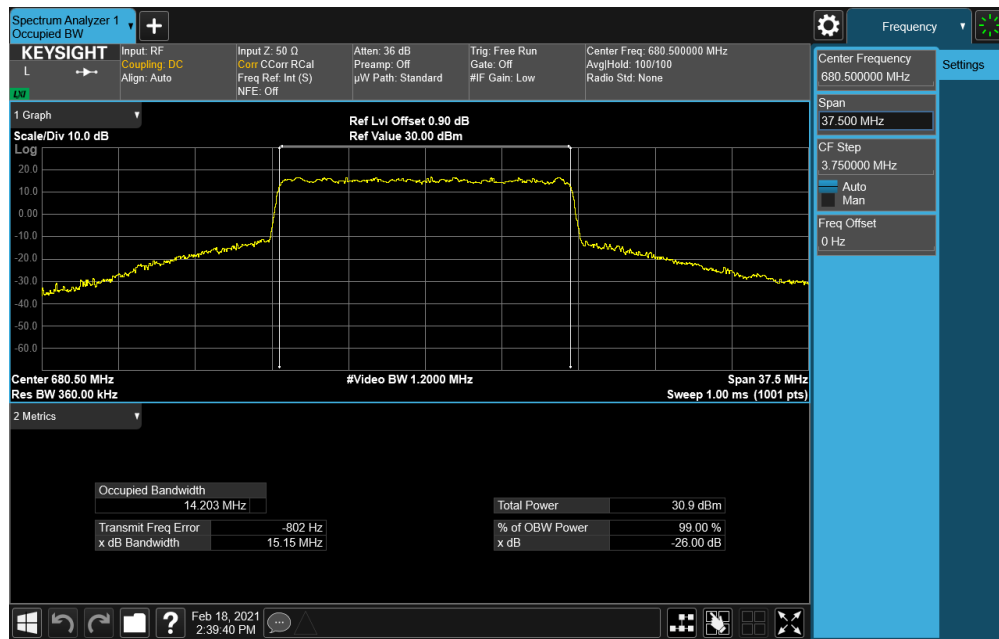 Spectrum Analyzer 1
Occupied BW
Frequency
KEYSIGHT
L
LXI
Input: RF
Coupling: DC
Align: Auto
Input Z: 50 Ω
Corr CCorr RCal
Freq Ref: Int (S)
NFE: Off
Atten: 36 dB
Preamp: Off
µW Path: Standard
Trig: Free Run
Gate: Off
#IF Gain: Low
Center Freq: 680.500000 MHz
Avg|Hold: 100/100
Radio Std: None
Center Frequency
680.500000 MHz
Settings
Span
37.500 MHz
CF Step
3.750000 MHz
Auto
Man
Freq Offset
0 Hz
1 Graph
Scale/Div 10.0 dB
Ref Lvl Offset 0.90 dB
Ref Value 30.00 dBm
Log
20.0
10.0
0.00
-10.0
-20.0
-30.0
-40.0
-50.0
-60.0
Center 680.50 MHz
#Video BW 1.2000 MHz
Span 37.5 MHz
Res BW 360.00 kHz
Sweep 1.00 ms (1001 pts)
2 Metrics
Occupied Bandwidth
14.203 MHz
Total Power 30.9 dBm
Transmit Freq Error -802 Hz
% of OBW Power 99.00 %
x dB Bandwidth 15.15 MHz
x dB -26.00 dB
?
Feb 18, 2021
2:39:40 PM